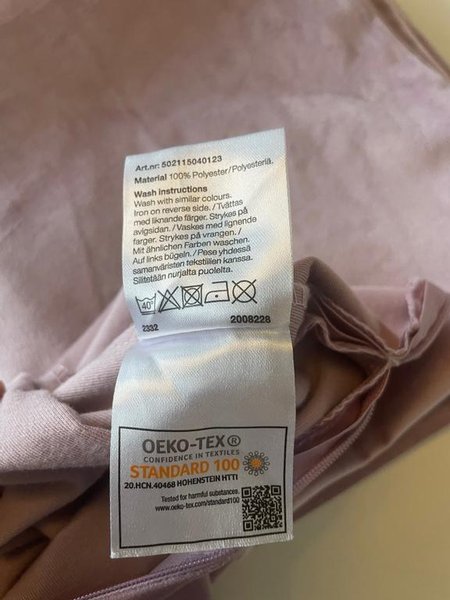 Art.nr: 502115040123
Material 100% Polyester/Polyesteriä.
Wash instructions
Wash with similar colours.
Iron on reverse side. / Tvättas
med liknande färger. Strykes på
avigsidan. / Vaskes med lignende
farger. Strykes på vrangen. /
Mit ähnlichen Farben waschen.
Auf links bügeln. / Pese yhdessä
samanväristen tekstiilien kanssa.
Silitetään nurjalta puolelta.
40°
2332 2008228
OEKO-TEX®
CONFIDENCE IN TEXTILES
STANDARD 100
20.HCN.40468 HOHENSTEIN HTTI
Tested for harmful substances.
www.oeko-tex.com/standard100